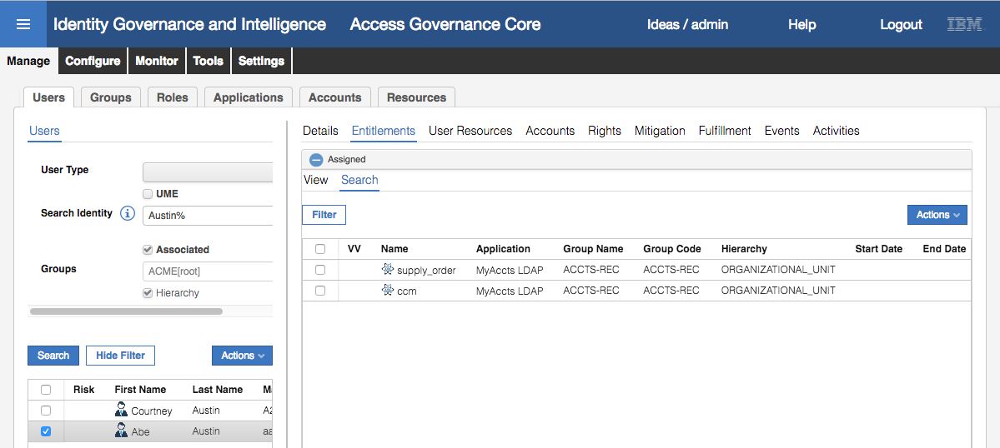 Identity Governance and Intelligence Access Governance Core Ideas / admin Help Logout IBM
Manage Configure Monitor Tools Settings
Users Groups Roles Applications Accounts Resources
Users
User Type
UME
Search Identity i Austin%
Associated
Groups ACME[root]
Hierarchy
Search Hide Filter Actions
Risk First Name Last Name
Courtney Austin A2
Abe Austin aa
Details Entitlements User Resources Accounts Rights Mitigation Fulfillment Events Activities
Assigned
View Search
Filter Actions
VV Name Application Group Name Group Code Hierarchy Start Date End Date
supply_order MyAccts LDAP ACCTS-REC ACCTS-REC ORGANIZATIONAL_UNIT
ccm MyAccts LDAP ACCTS-REC ACCTS-REC ORGANIZATIONAL_UNIT